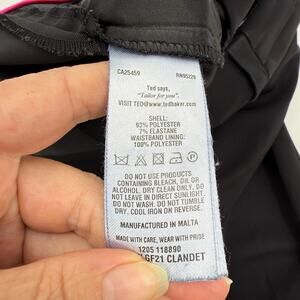 CA25459 RN95226
Ted says,
"Tailor for you".
VISIT TED@www.tedbaker.com
SHELL:
93% POLYESTER
7% ELASTANE
WAISTBAND LINING:
100% POLYESTER
DO NOT USE PRODUCTS
CONTAINING BLEACH, OIL OR
ALCOHOL. DRY CLEAN ONLY. DO
NOT LEAVE IN DIRECT SUNLIGHT.
DO NOT WASH. DO NOT TUMBLE
DRY. COOL IRON ON REVERSE.
MANUFACTURED IN MALTA
MADE WITH CARE, WEAR WITH PRIDE
1205 118890
GF21 CLANDET